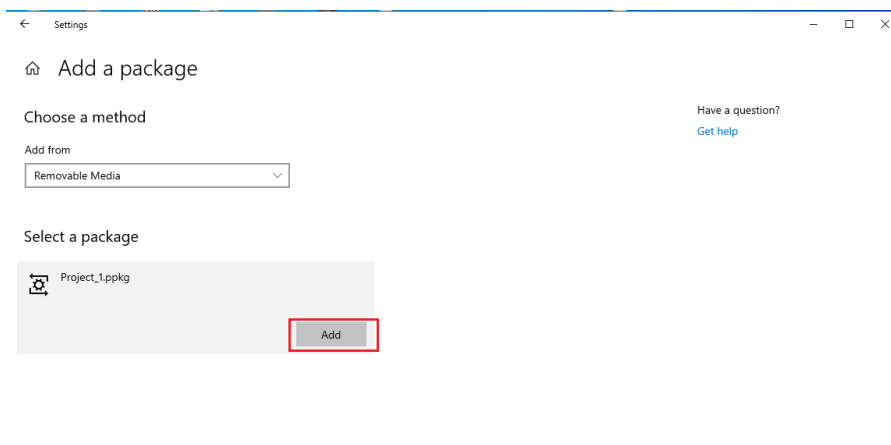 Settings
Add a package
Choose a method
Have a question?
Get help
Add from
Removable Media
Select a package
Project_1.ppkg
Add